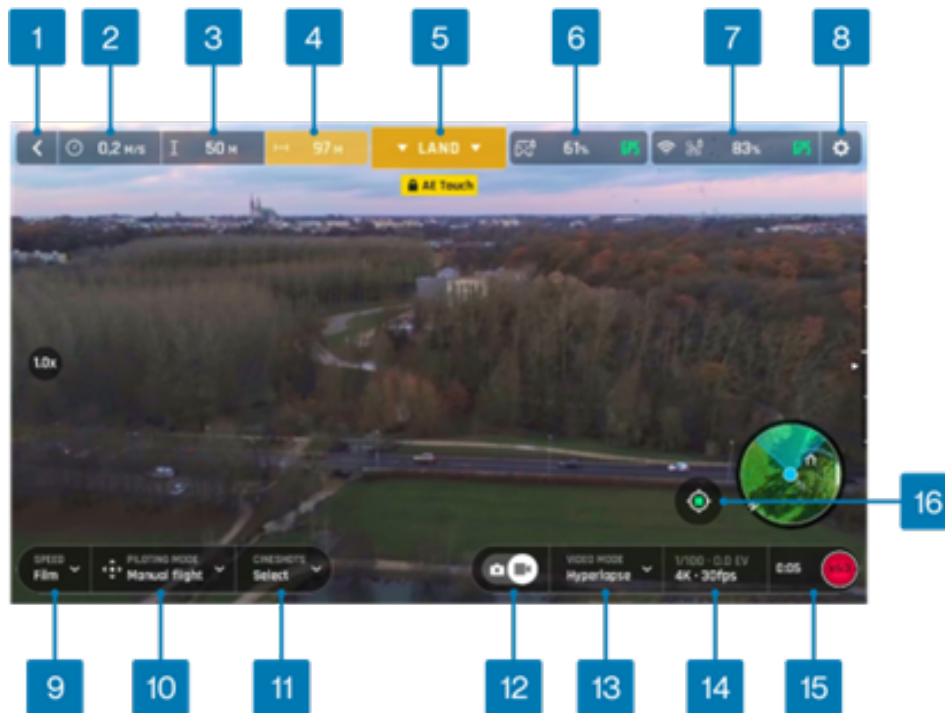 1 2 3 4 5 6 7 8
0,2 M/S 50 M 97 M LAND 61% GPS 83% GPS
AE Touch
1.0x
16
SPEED PILOTING MODE CINESHOTS VIDEO MODE 1/100 - 0.0 EV
Film Manual flight Select Hyperlapse 4K - 30fps 0:05
9 10 11 12 13 14 15